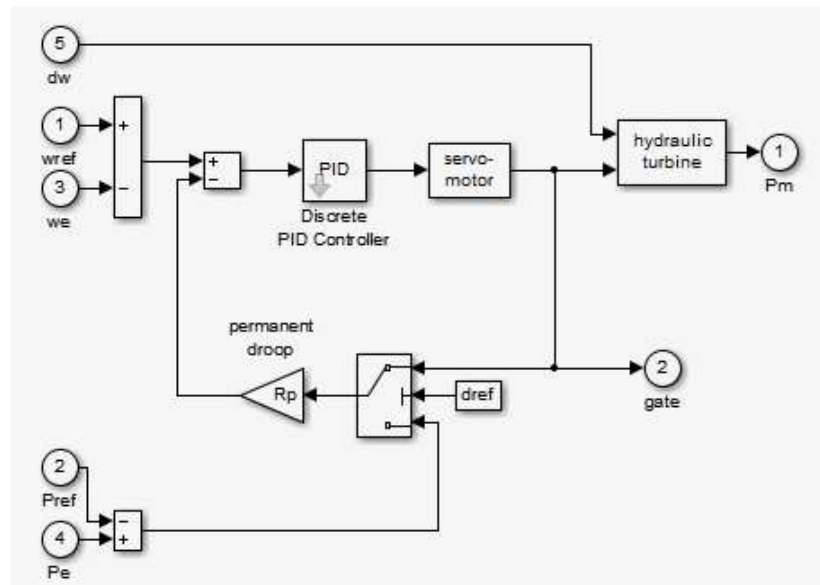 5
dw
1
wref
3
we
+
−
+
−
PID
Discrete
PID Controller
servo-
motor
hydraulic
turbine
1
Pm
permanent
droop
Rp
dref
2
gate
2
Pref
4
Pe
−
+